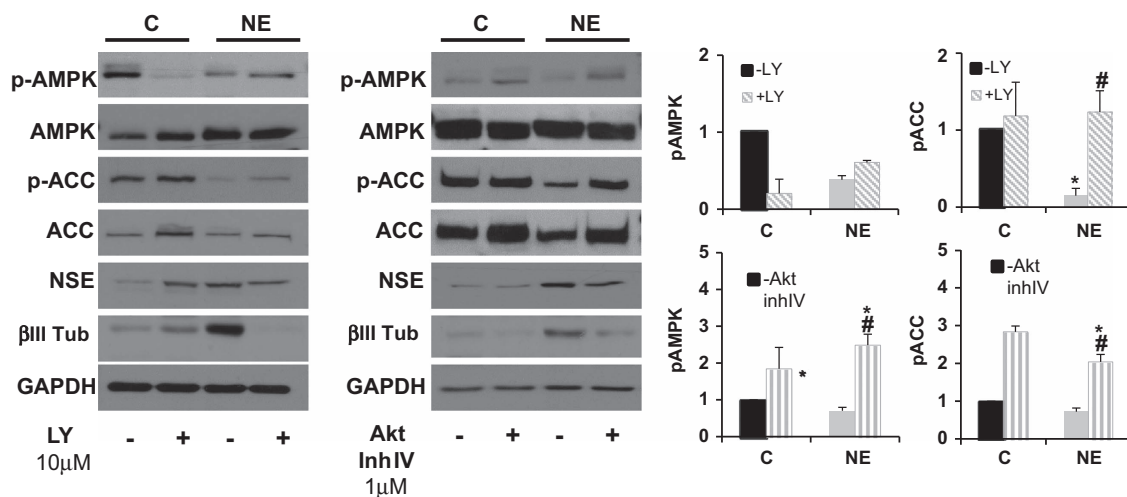 C NE
p-AMPK
AMPK
p-ACC
ACC
NSE
βIII Tub
GAPDH
LY - + - +
10μM
C NE
p-AMPK
AMPK
p-ACC
ACC
NSE
βIII Tub
GAPDH
Akt - + - +
Inh IV
1μM
pAMPK
2
1
0
-LY
+LY
C NE
pACC
2
1
0
-LY
+LY
*
#
C NE
pAMPK
5
4
3
2
1
0
-Akt
inhIV
*
*
#
C NE
pACC
5
4
3
2
1
0
-Akt
inhIV
*
#
C NE